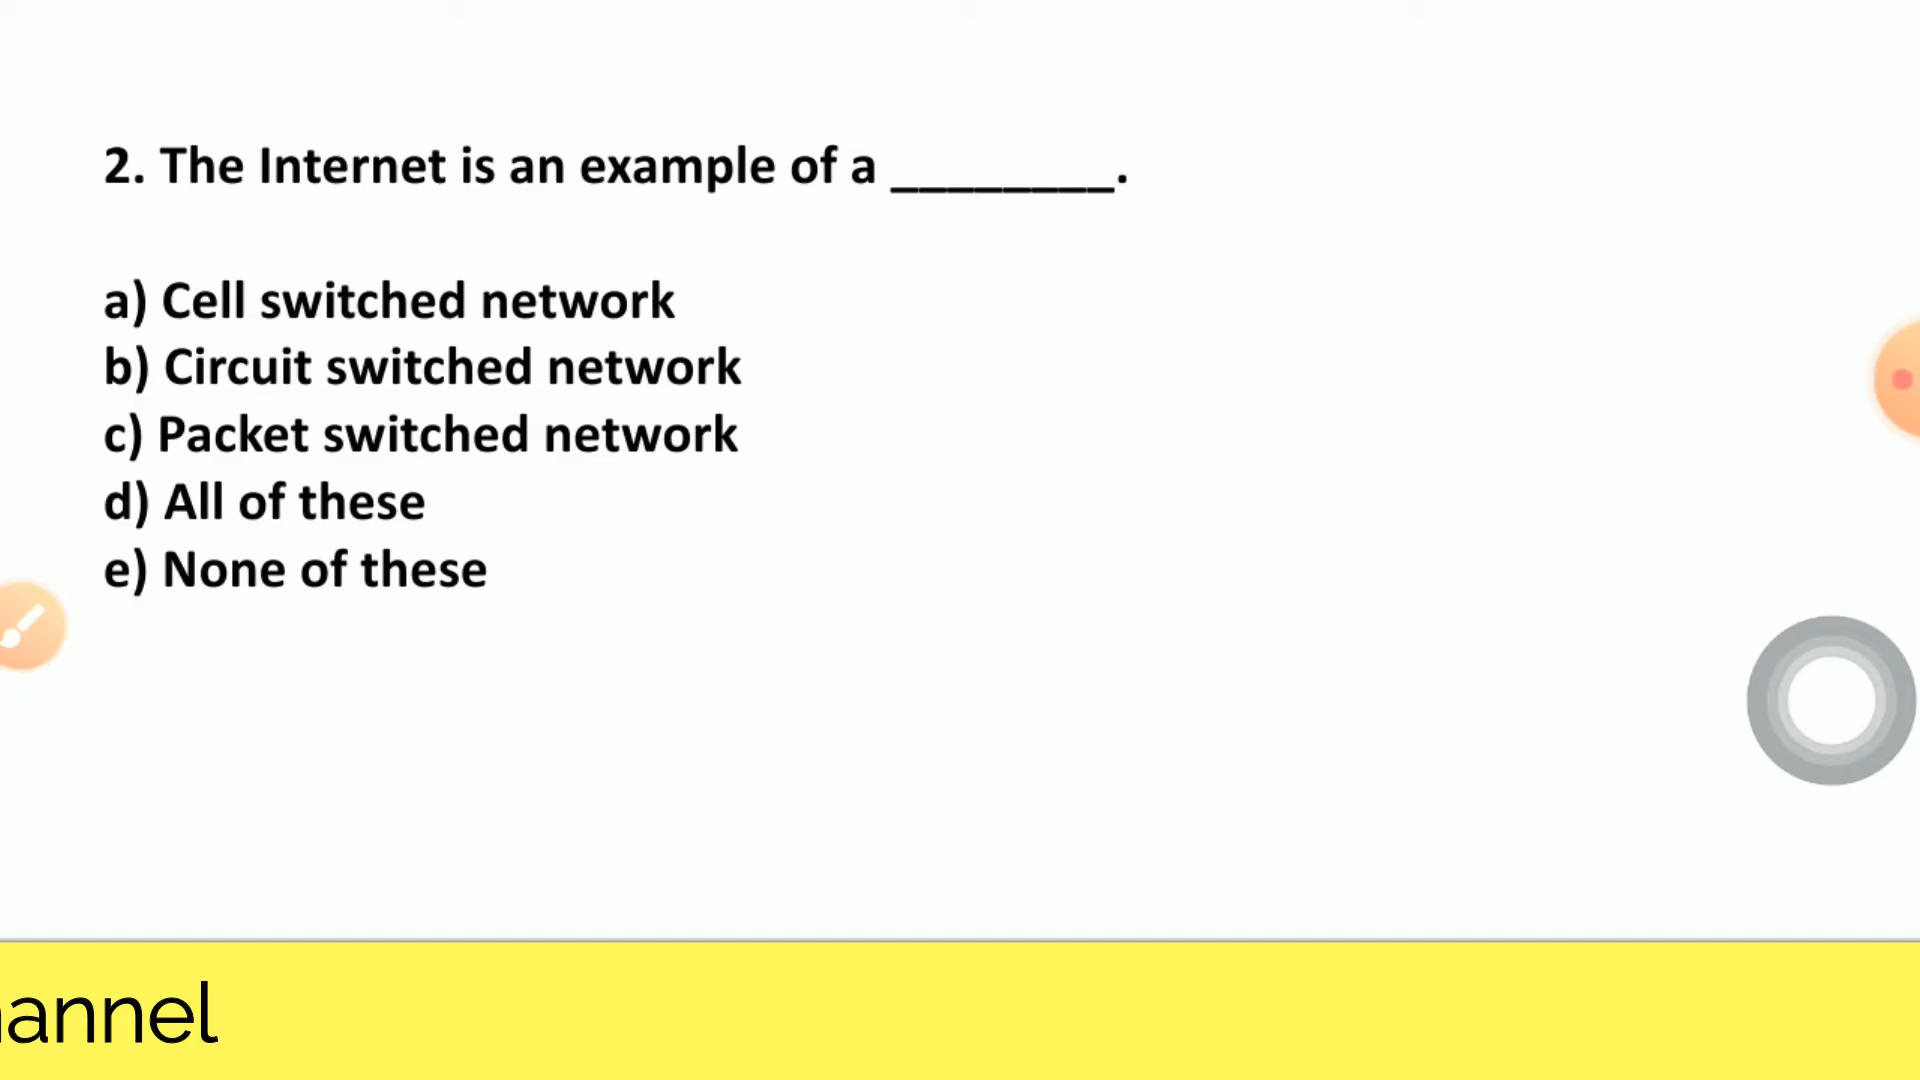 2. The Internet is an example of a ________.
a) Cell switched network
b) Circuit switched network
c) Packet switched network
d) All of these
e) None of these